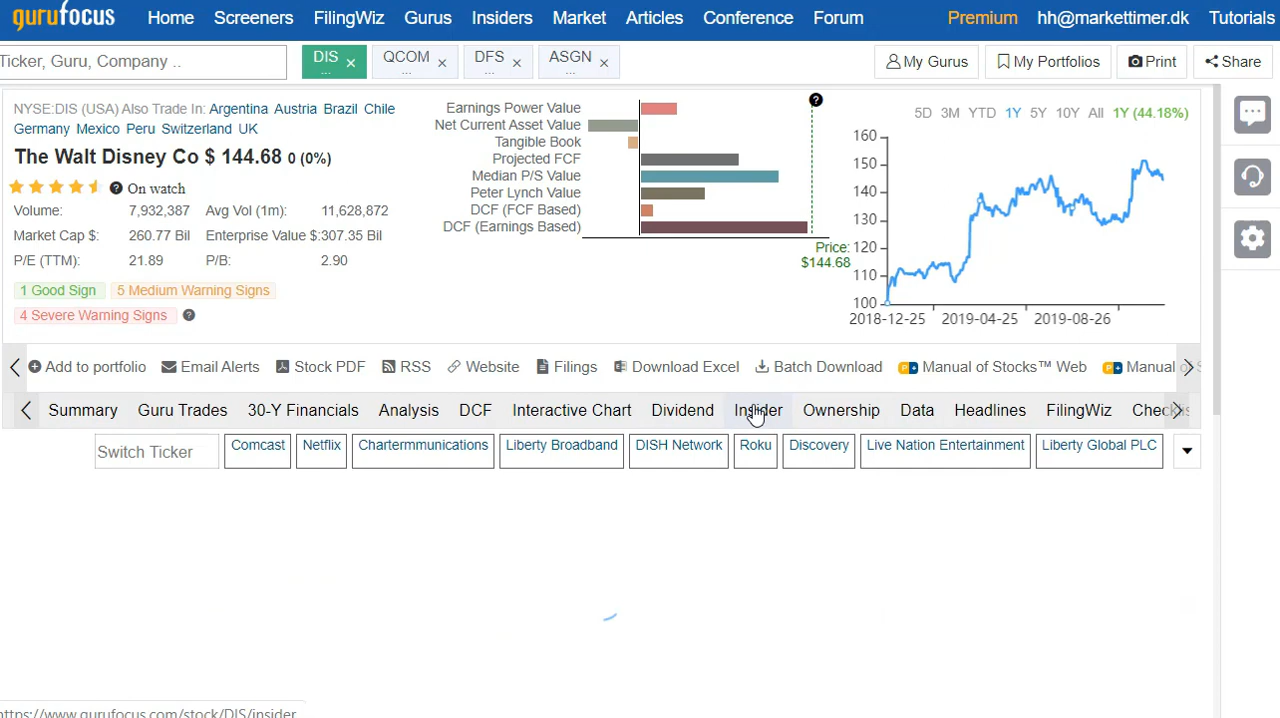 gurufocus Home Screeners FilingWiz Gurus Insiders Market Articles Conference Forum Premium hh@markettimer.dk Tutorials
Ticker, Guru, Company .. DIS × QCOM × DFS × ASGN × My Gurus My Portfolios Print Share
... ... ... ...
NYSE:DIS (USA) Also Trade In: Argentina Austria Brazil Chile
Germany Mexico Peru Switzerland UK
The Walt Disney Co $ 144.68 0 (0%)
? On watch
Volume: 7,932,387 Avg Vol (1m): 11,628,872
Market Cap $: 260.77 Bil Enterprise Value $: 307.35 Bil
P/E (TTM): 21.89 P/B: 2.90
1 Good Sign 5 Medium Warning Signs
4 Severe Warning Signs ?
Earnings Power Value
Net Current Asset Value
Tangible Book
Projected FCF
Median P/S Value
Peter Lynch Value
DCF (FCF Based)
DCF (Earnings Based)
?
Price:
$144.68
5D 3M YTD 1Y 5Y 10Y All 1Y (44.18%)
160
150
140
130
120
110
100
2018-12-25 2019-04-25 2019-08-26
Add to portfolio Email Alerts Stock PDF RSS Website Filings Download Excel Batch Download Manual of Stocks™ Web Manual
Summary Guru Trades 30-Y Financials Analysis DCF Interactive Chart Dividend Insider Ownership Data Headlines FilingWiz
Switch Ticker Comcast Netflix Chartermmunications Liberty Broadband DISH Network Roku Discovery Live Nation Entertainment Liberty Global PLC
https://www.gurufocus.com/stock/DIS/insider